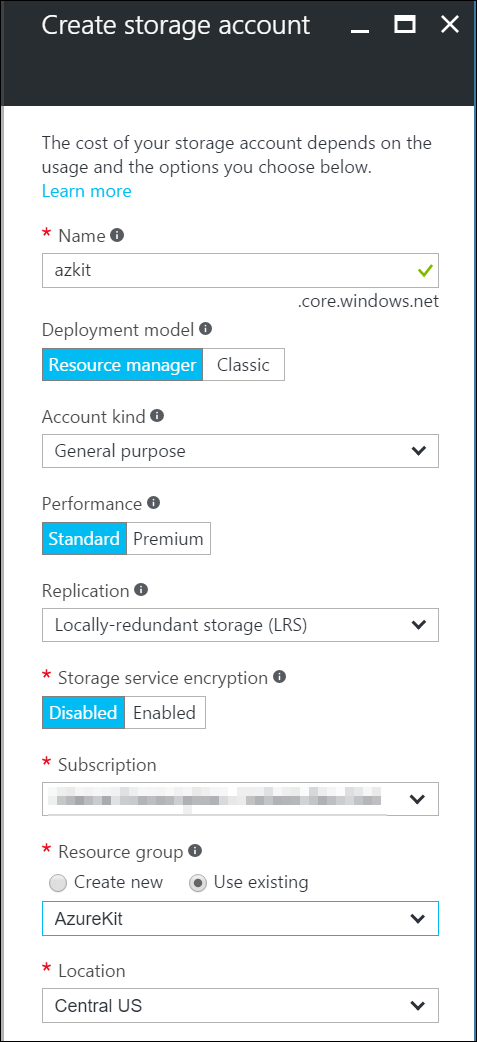 Create storage account
The cost of your storage account depends on the
usage and the options you choose below.
Learn more
* Name
azkit
.core.windows.net
Deployment model
Resource manager Classic
Account kind
General purpose
Performance
Standard Premium
Replication
Locally-redundant storage (LRS)
* Storage service encryption
Disabled Enabled
* Subscription
* Resource group
Create new Use existing
AzureKit
* Location
Central US